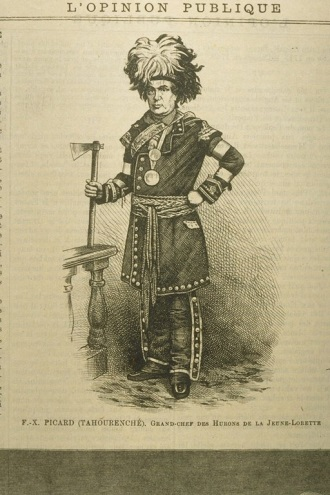 L'OPINION PUBLIQUE
F.-X. PICARD (TAHOURENCHÉ), GRAND-CHEF DES HURONS DE LA JEUNE-LORETTE